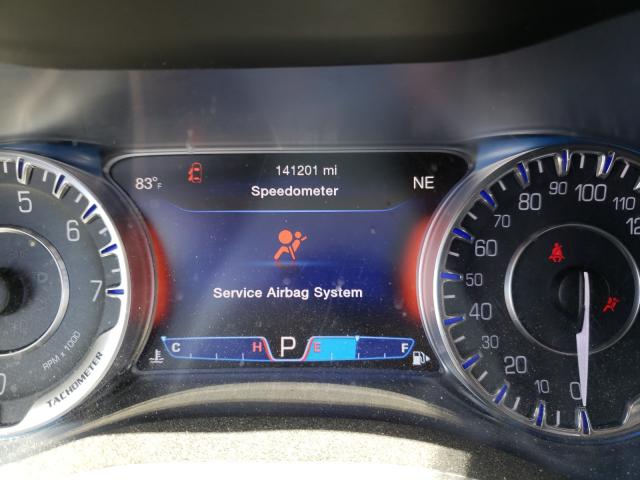 141201 mi
83°F
Speedometer
NE
Service Airbag System
C H P E F
5
6
7
0
RPM x 1000
TACHOMETER
0
10
20
30
40
50
60
70
80
90
100
110